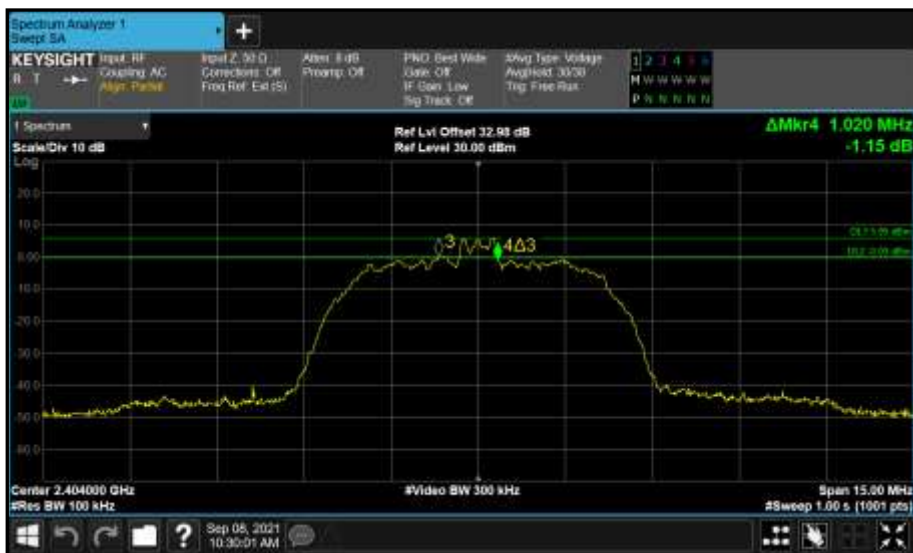 Spectrum Analyzer 1
Swept SA
+
KEYSIGHT
R T
Input: RF
Coupling: AC
Align: Partial
Input Z: 50 Ω
Corrections: Off
Freq Ref: Ext (S)
Atten: 8 dB
Preamp: Off
PNO: Best Wide
Gate: Off
IF Gain: Low
Sig Track: Off
#Avg Type: Voltage
Avg|Hold: 30/30
Trig: Free Run
1 2 3 4 5 6
M W W W W W
P N N N N N
1 Spectrum
Scale/Div 10 dB
Ref Lvl Offset 32.98 dB
Ref Level 30.00 dBm
ΔMkr4 1.020 MHz
-1.15 dB
Log
20.0
10.0
0.00
-10.0
-20.0
-30.0
-40.0
-50.0
-60.0
3
4Δ3
Center 2.404000 GHz
#Res BW 100 kHz
#Video BW 300 kHz
Span 15.00 MHz
#Sweep 1.00 s (1001 pts)
?
Sep 08, 2021
10:30:01 AM